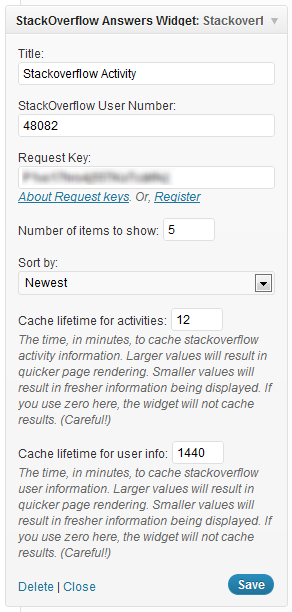 StackOverflow Answers Widget: Stackoverf
Title:
Stackoverflow Activity
StackOverflow User Number:
48082
Request Key:
About Request keys. Or, Register
Number of items to show: 5
Sort by:
Newest
Cache lifetime for activities: 12
The time, in minutes, to cache stackoverflow
activity information. Larger values will result in
quicker page rendering. Smaller values will
result in fresher information being displayed. If
you use zero here, the widget will not cache
results. (Careful!)
Cache lifetime for user info: 1440
The time, in minutes, to cache stackoverflow
user information. Larger values will result in
quicker page rendering. Smaller values will
result in fresher information being displayed. If
you use zero here, the widget will not cache
results. (Careful!)
Delete | Close
Save